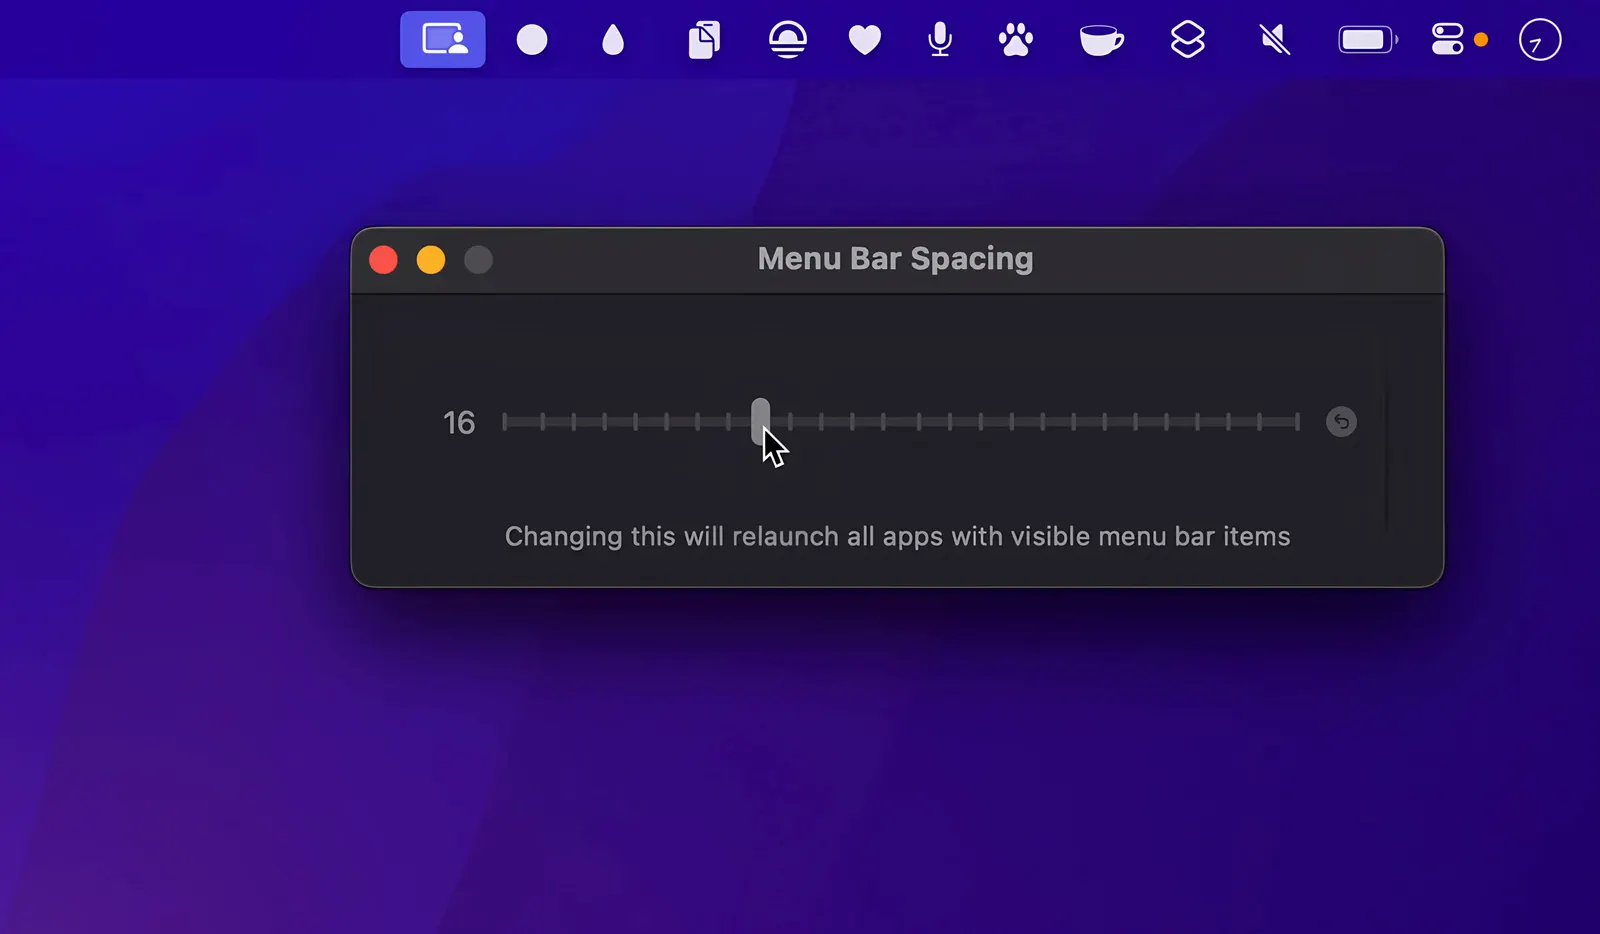 Menu Bar Spacing
16
Changing this will relaunch all apps with visible menu bar items